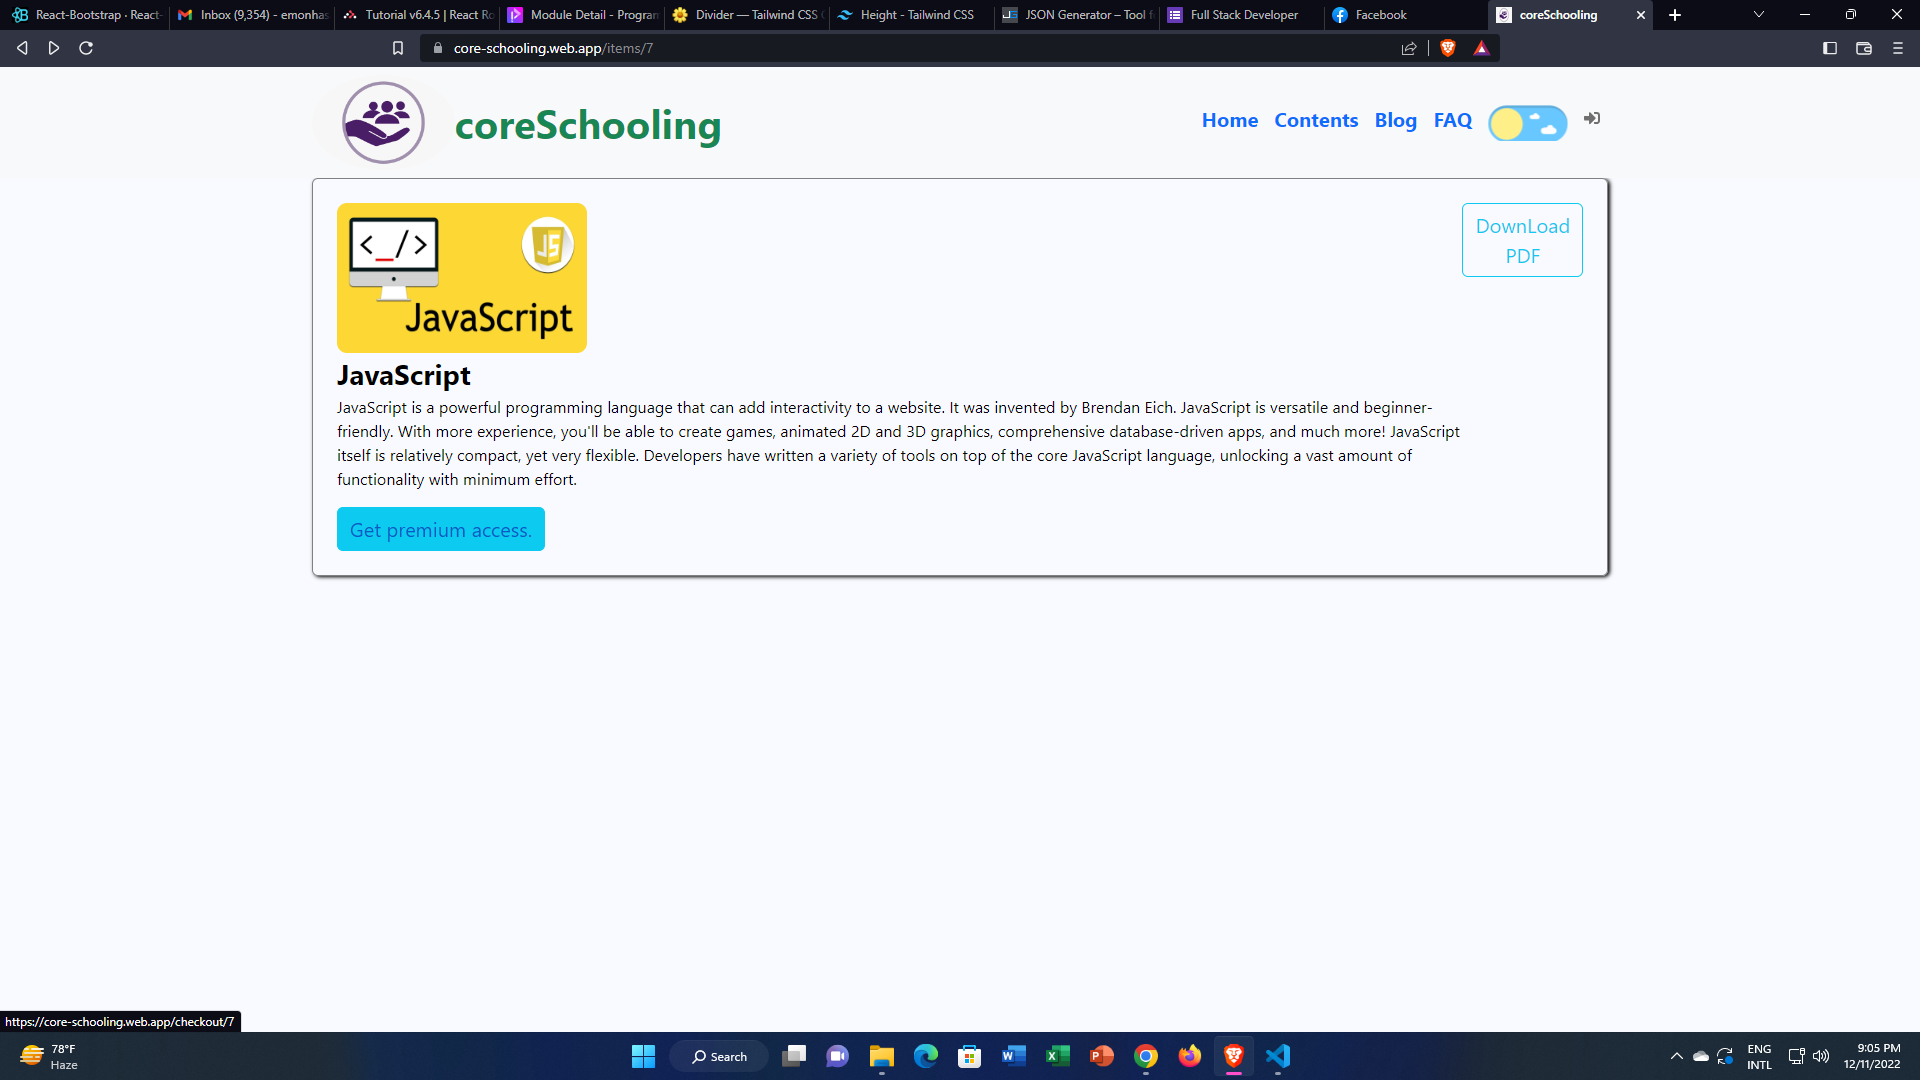 React-Bootstrap · React-
Inbox (9,354) - emonhas
Tutorial v6.4.5 | React Ro
Module Detail - Program
Divider — Tailwind CSS C
Height - Tailwind CSS
JSON Generator – Tool f
Full Stack Developer
Facebook
coreSchooling
core-schooling.web.app/items/7
coreSchooling
Home Contents Blog FAQ
<_/>
JS
JavaScript
DownLoad
PDF
JavaScript
JavaScript is a powerful programming language that can add interactivity to a website. It was invented by Brendan Eich. JavaScript is versatile and beginner-
friendly. With more experience, you'll be able to create games, animated 2D and 3D graphics, comprehensive database-driven apps, and much more! JavaScript
itself is relatively compact, yet very flexible. Developers have written a variety of tools on top of the core JavaScript language, unlocking a vast amount of
functionality with minimum effort.
Get premium access.
https://core-schooling.web.app/checkout/7
78°F
Haze
Search
ENG
INTL
9:05 PM
12/11/2022